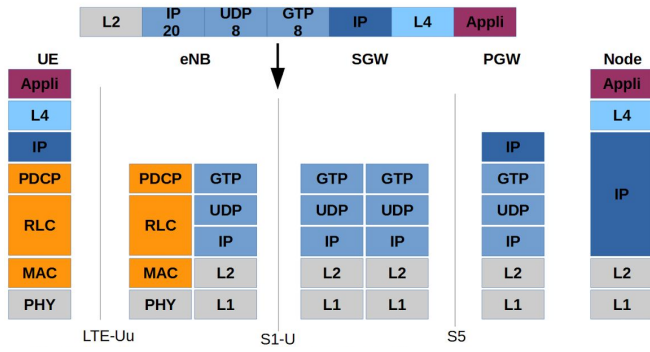 L2 IP 20 UDP 8 GTP 8 IP L4 Appli
UE eNB SGW PGW Node
Appli Appli
L4 L4
IP IP
PDCP PDCP GTP GTP GTP GTP
RLC RLC UDP UDP UDP UDP IP
IP IP IP IP
MAC MAC L2 L2 L2 L2 L2
PHY PHY L1 L1 L1 L1 L1
LTE-Uu S1-U S5